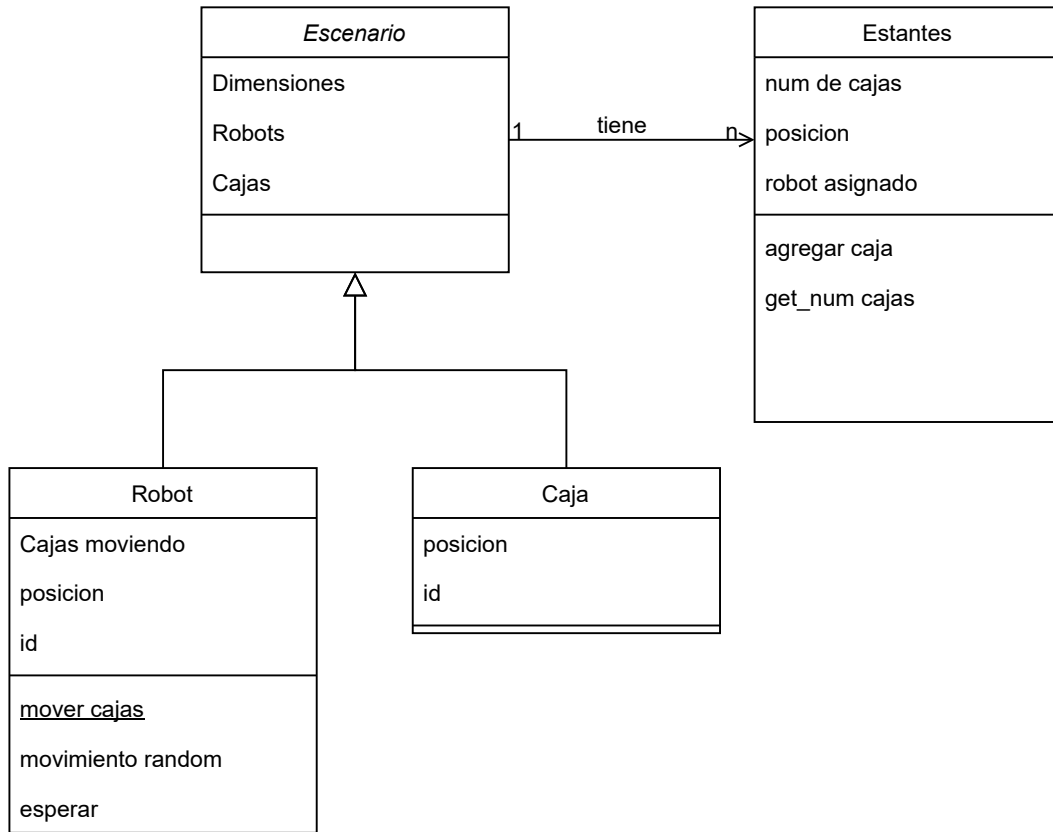 Escenario
Dimensiones
Robots
Cajas
1
tiene
n
Estantes
num de cajas
posicion
robot asignado
agregar caja
get_num cajas
Robot
Cajas moviendo
posicion
id
mover cajas
movimiento random
esperar
Caja
posicion
id